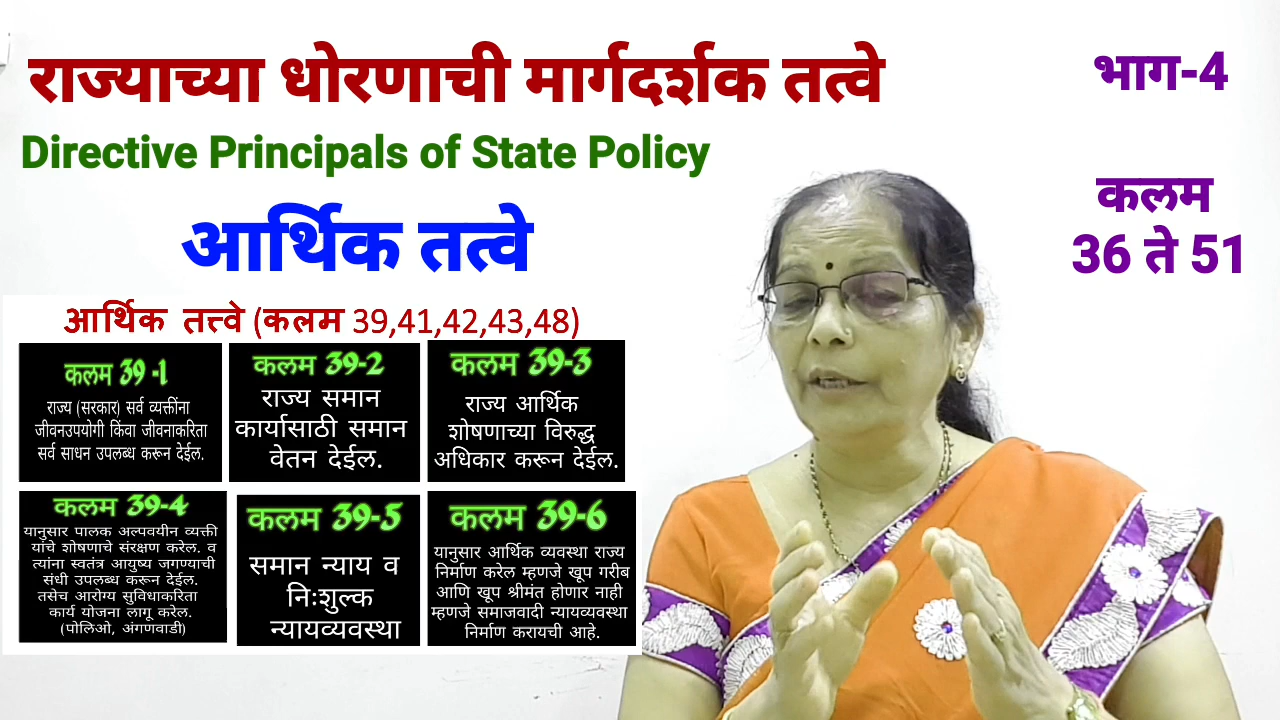 राज्याच्या धोरणाची मार्गदर्शक तत्वे
भाग-4
Directive Principals of State Policy
कलम
36 ते 51
आर्थिक तत्वे
आर्थिक तत्त्वे (कलम 39,41,42,43,48)
कलम 39 -1
राज्य (सरकार) सर्व व्यक्तींना
जीवनउपयोगी किंवा जीवनाकरिता
सर्व साधन उपलब्ध करून देईल.
कलम 39-2
राज्य समान
कार्यासाठी समान
वेतन देईल.
कलम 39-3
राज्य आर्थिक
शोषणाच्या विरुद्ध
अधिकार करून देईल.
कलम 39-4
यानुसार पालक अल्पवयीन व्यक्ती
यांचे शोषणाचे संरक्षण करेल. व
त्यांना स्वतंत्र आयुष्य जगण्याची
संधी उपलब्ध करून देईल.
तसेच आरोग्य सुविधाकरिता
कार्य योजना लागू करेल.
(पोलिओ, अंगणवाडी)
कलम 39-5
समान न्याय व
निःशुल्क
न्यायव्यवस्था
कलम 39-6
यानुसार आर्थिक व्यवस्था राज्य
निर्माण करेल म्हणजे खूप गरीब
आणि खूप श्रीमंत होणार नाही
म्हणजे समाजवादी न्यायव्यवस्था
निर्माण करायची आहे.